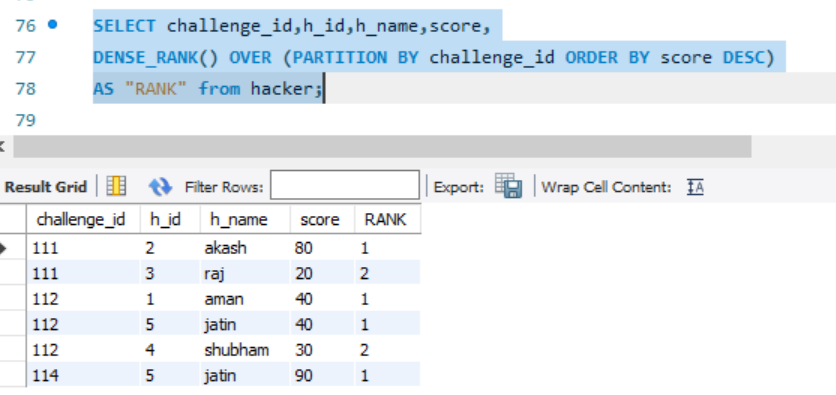 76 SELECT challenge_id,h_id,h_name,score,
77 DENSE_RANK() OVER (PARTITION BY challenge_id ORDER BY score DESC)
78 AS "RANK" from hacker;
79
Result Grid Filter Rows: Export: Wrap Cell Content:
challenge_id h_id h_name score RANK
111 2 akash 80 1
111 3 raj 20 2
112 1 aman 40 1
112 5 jatin 40 1
112 4 shubham 30 2
114 5 jatin 90 1